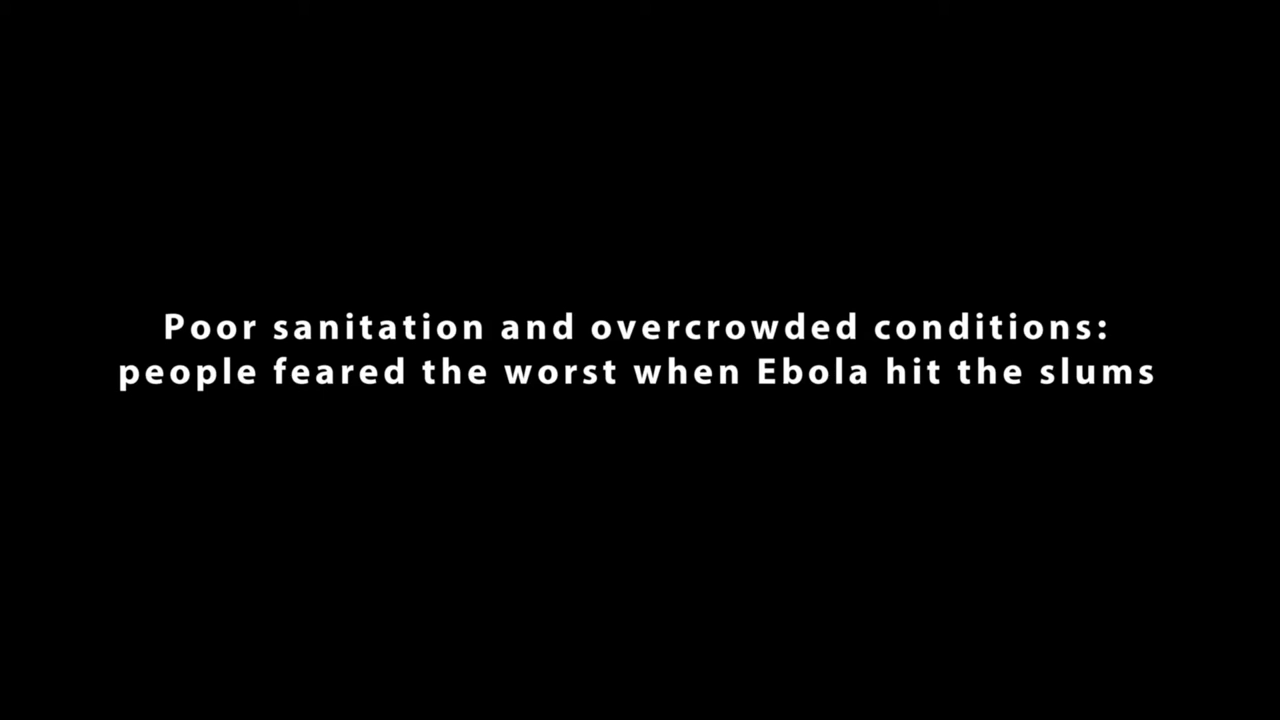 Poor sanitation and overcrowded conditions:
people feared the worst when Ebola hit the slums